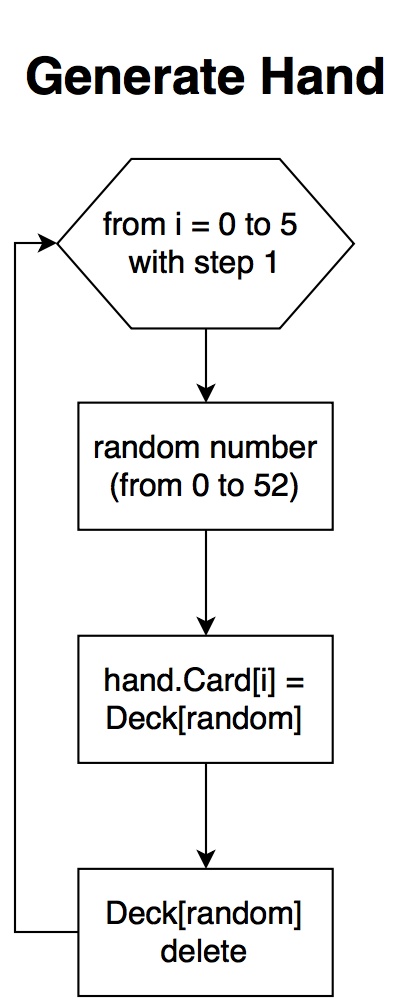 Generate Hand
from i = 0 to 5
with step 1
random number
(from 0 to 52)
hand.Card[i] =
Deck[random]
Deck[random]
delete